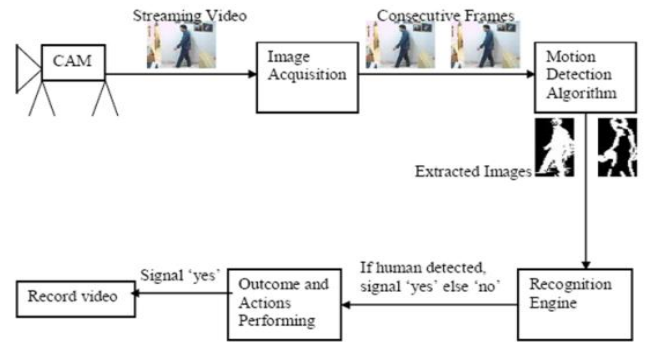 Streaming Video
Consecutive Frames
CAM
Image
Acquisition
Motion
Detection
Algorithm
Extracted Images
Signal ‘yes’
If human detected,
signal ‘yes’ else ‘no’
Record video
Outcome and
Actions
Performing
Recognition
Engine